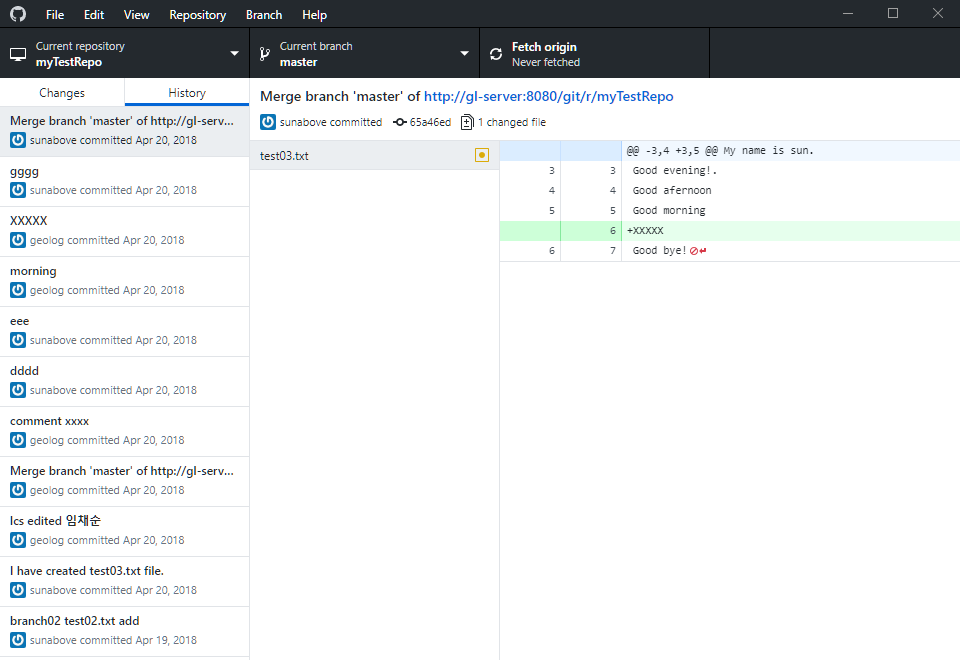 File Edit View Repository Branch Help
Current repository
myTestRepo
Current branch
master
Fetch origin
Never fetched
Changes
History
Merge branch 'master' of http://gl-serv...
sunabove committed Apr 20, 2018
gggg
sunabove committed Apr 20, 2018
XXXXX
geolog committed Apr 20, 2018
morning
geolog committed Apr 20, 2018
eee
sunabove committed Apr 20, 2018
dddd
sunabove committed Apr 20, 2018
comment xxxx
geolog committed Apr 20, 2018
Merge branch 'master' of http://gl-serv...
geolog committed Apr 20, 2018
lcs edited 임채순
geolog committed Apr 20, 2018
I have created test03.txt file.
sunabove committed Apr 20, 2018
branch02 test02.txt add
sunabove committed Apr 19, 2018
Merge branch 'master' of http://gl-server:8080/git/r/myTestRepo
sunabove committed 65a46ed 1 changed file
test03.txt
@@ -3,4 +3,5 @@ My name is sun.
3 3 Good evening!.
4 4 Good afernoon
5 5 Good morning
6 +XXXXX
6 7 Good bye!